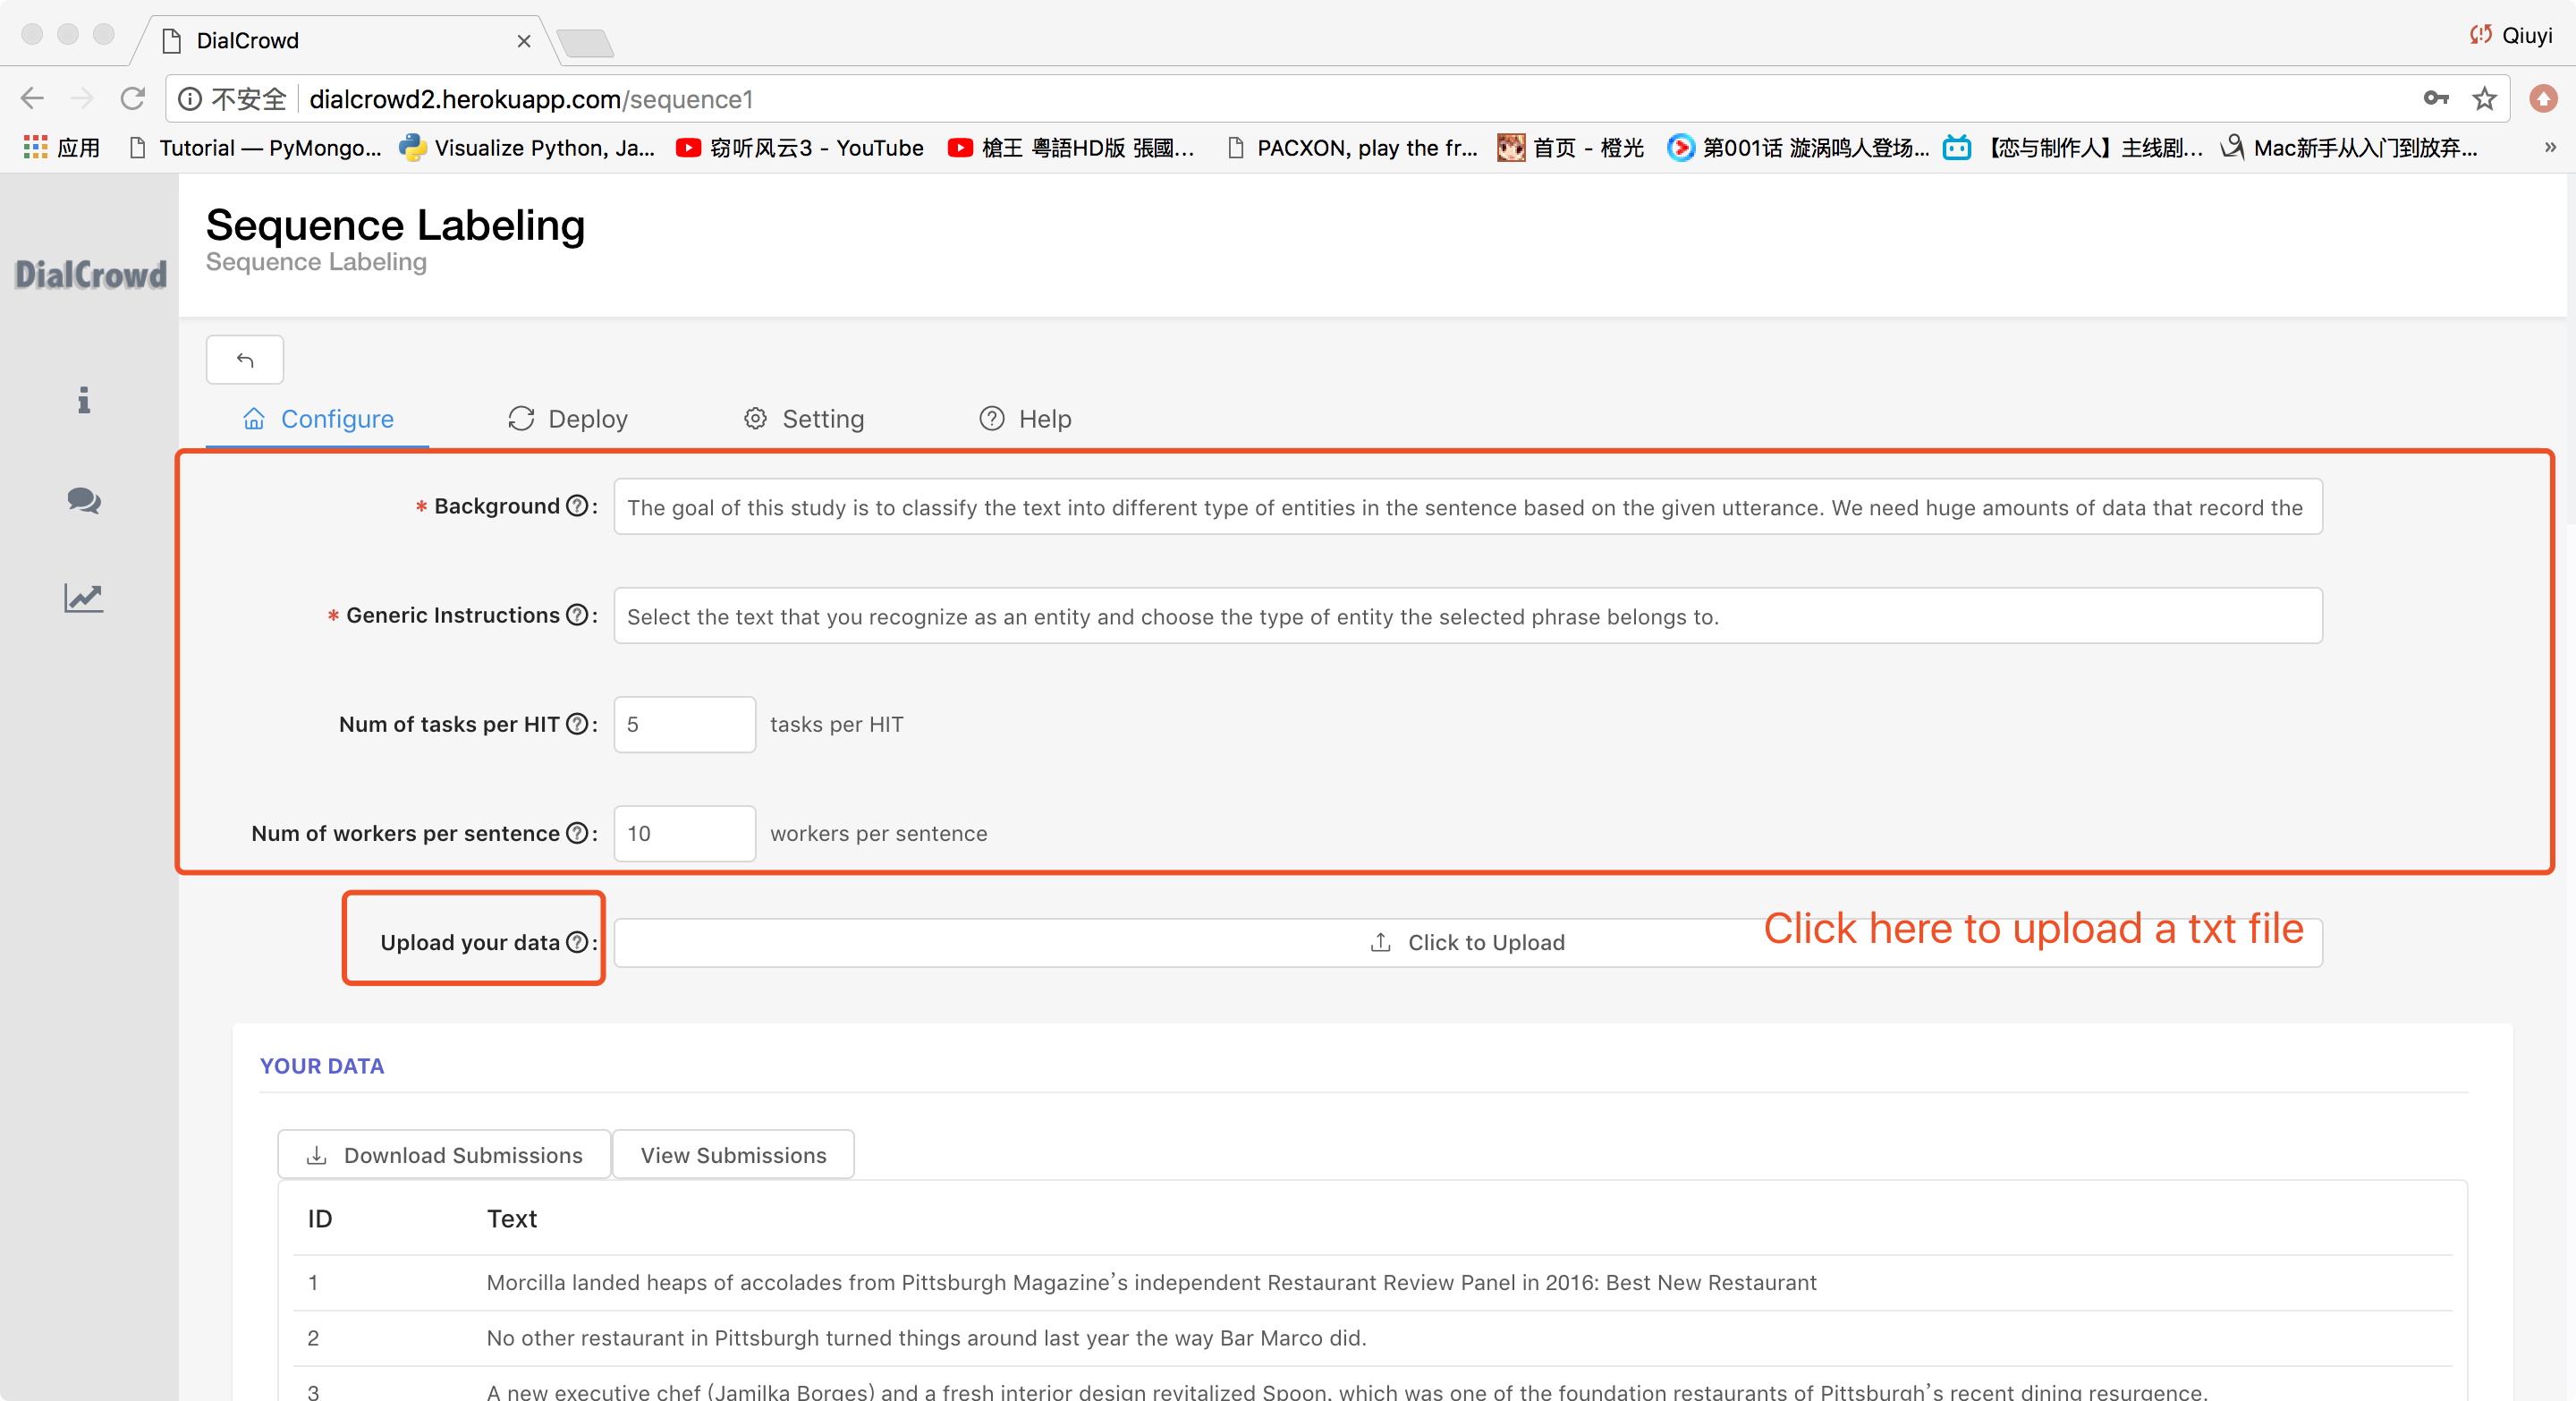 DialCrowd
Qiuyi
不安全 dialcrowd2.herokuapp.com/sequence1
应用 Tutorial — PyMongo... Visualize Python, Ja... 窃听风云3 - YouTube 槍王 粵語HD版 張國... PACXON, play the fr... 首页 - 橙光 第001话 漩涡鸣人登场... 【恋与制作人】主线剧... Mac新手从入门到放弃... »
Sequence Labeling
Sequence Labeling
DialCrowd
Configure Deploy Setting Help
* Background ?: The goal of this study is to classify the text into different type of entities in the sentence based on the given utterance. We need huge amounts of data that record the
* Generic Instructions ?: Select the text that you recognize as an entity and choose the type of entity the selected phrase belongs to.
Num of tasks per HIT ?: 5 tasks per HIT
Num of workers per sentence ?: 10 workers per sentence
Upload your data ?: Click to Upload Click here to upload a txt file
YOUR DATA
Download Submissions View Submissions
ID Text
1 Morcilla landed heaps of accolades from Pittsburgh Magazine's independent Restaurant Review Panel in 2016: Best New Restaurant
2 No other restaurant in Pittsburgh turned things around last year the way Bar Marco did.
3 A new executive chef (Jamilka Borges) and a fresh interior design revitalized Spoon, which was one of the foundation restaurants of Pittsburgh's recent dining resurgence.